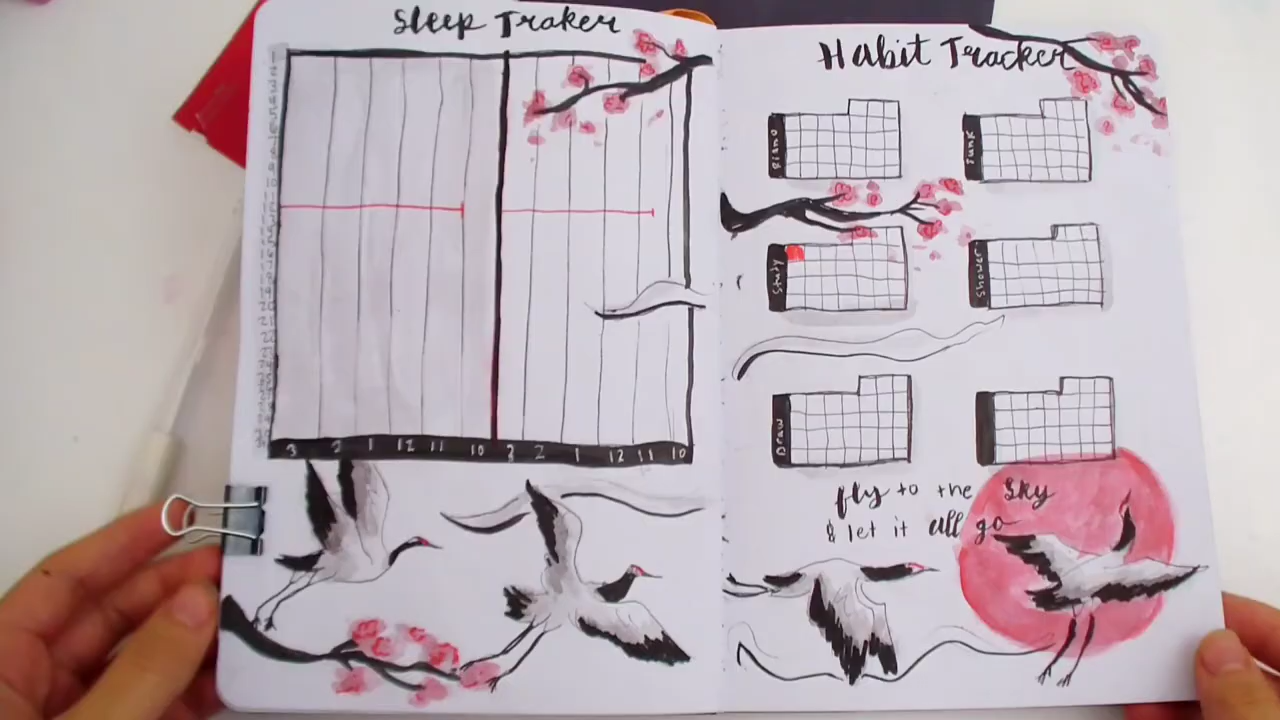 Sleep Traker
3 2 1 12 11 10 3 2 1 12 11 10
Habit Tracker
Piano
Junk
Study
Shower
Draw
fly to the sky
& let it all go